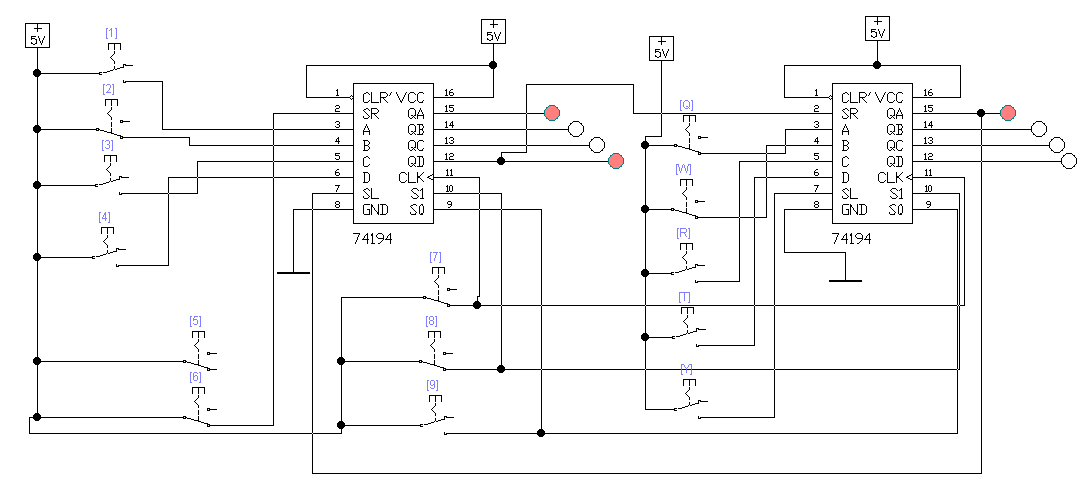 +
5V
+
5V
+
5V
+
5V
[1]
[2]
[3]
[4]
[5]
[6]
[7]
[8]
[9]
[Q]
[W]
[R]
[T]
[Y]
1 CLR' VCC 16
2 SR QA 15
3 A QB 14
4 B QC 13
5 C QD 12
6 D CLK 11
7 SL S1 10
8 GND S0 9
74194
1 CLR' VCC 16
2 SR QA 15
3 A QB 14
4 B QC 13
5 C QD 12
6 D CLK 11
7 SL S1 10
8 GND S0 9
74194